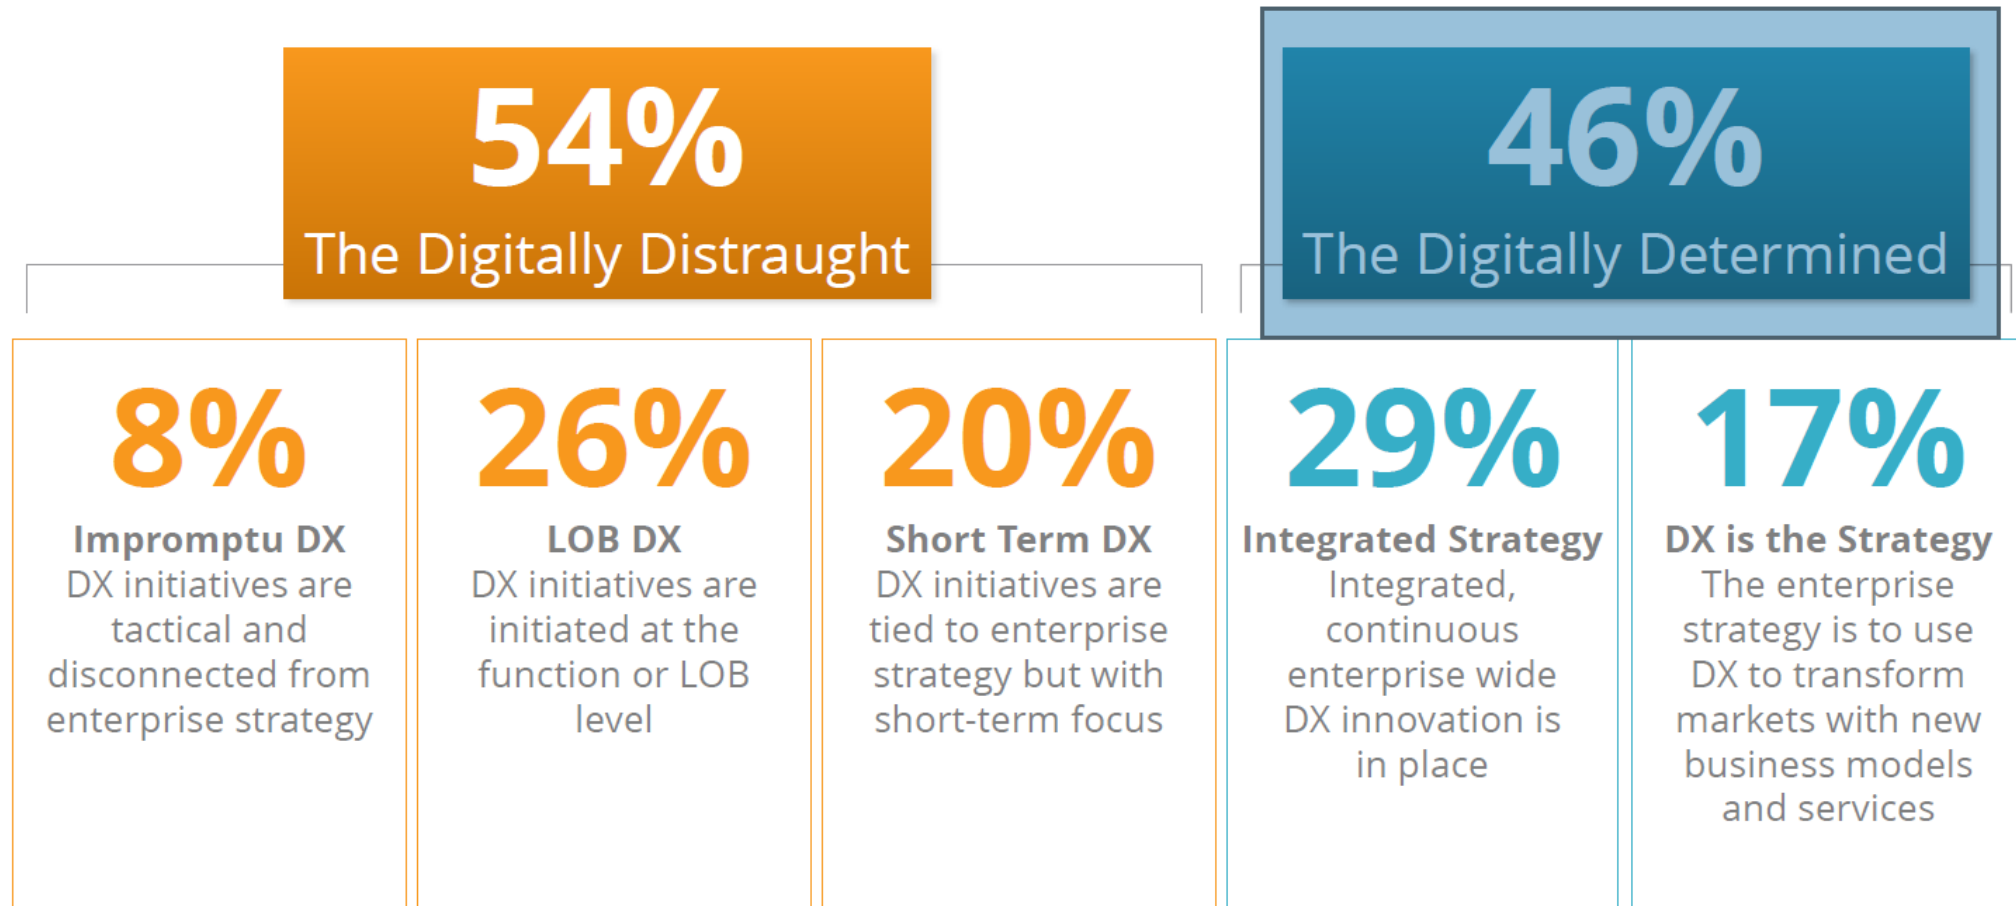 54%
The Digitally Distraught
46%
The Digitally Determined
8%
Impromptu DX
DX initiatives are
tactical and
disconnected from
enterprise strategy
26%
LOB DX
DX initiatives are
initiated at the
function or LOB
level
20%
Short Term DX
DX initiatives are
tied to enterprise
strategy but with
short-term focus
29%
Integrated Strategy
Integrated,
continuous
enterprise wide
DX innovation is
in place
17%
DX is the Strategy
The enterprise
strategy is to use
DX to transform
markets with new
business models
and services